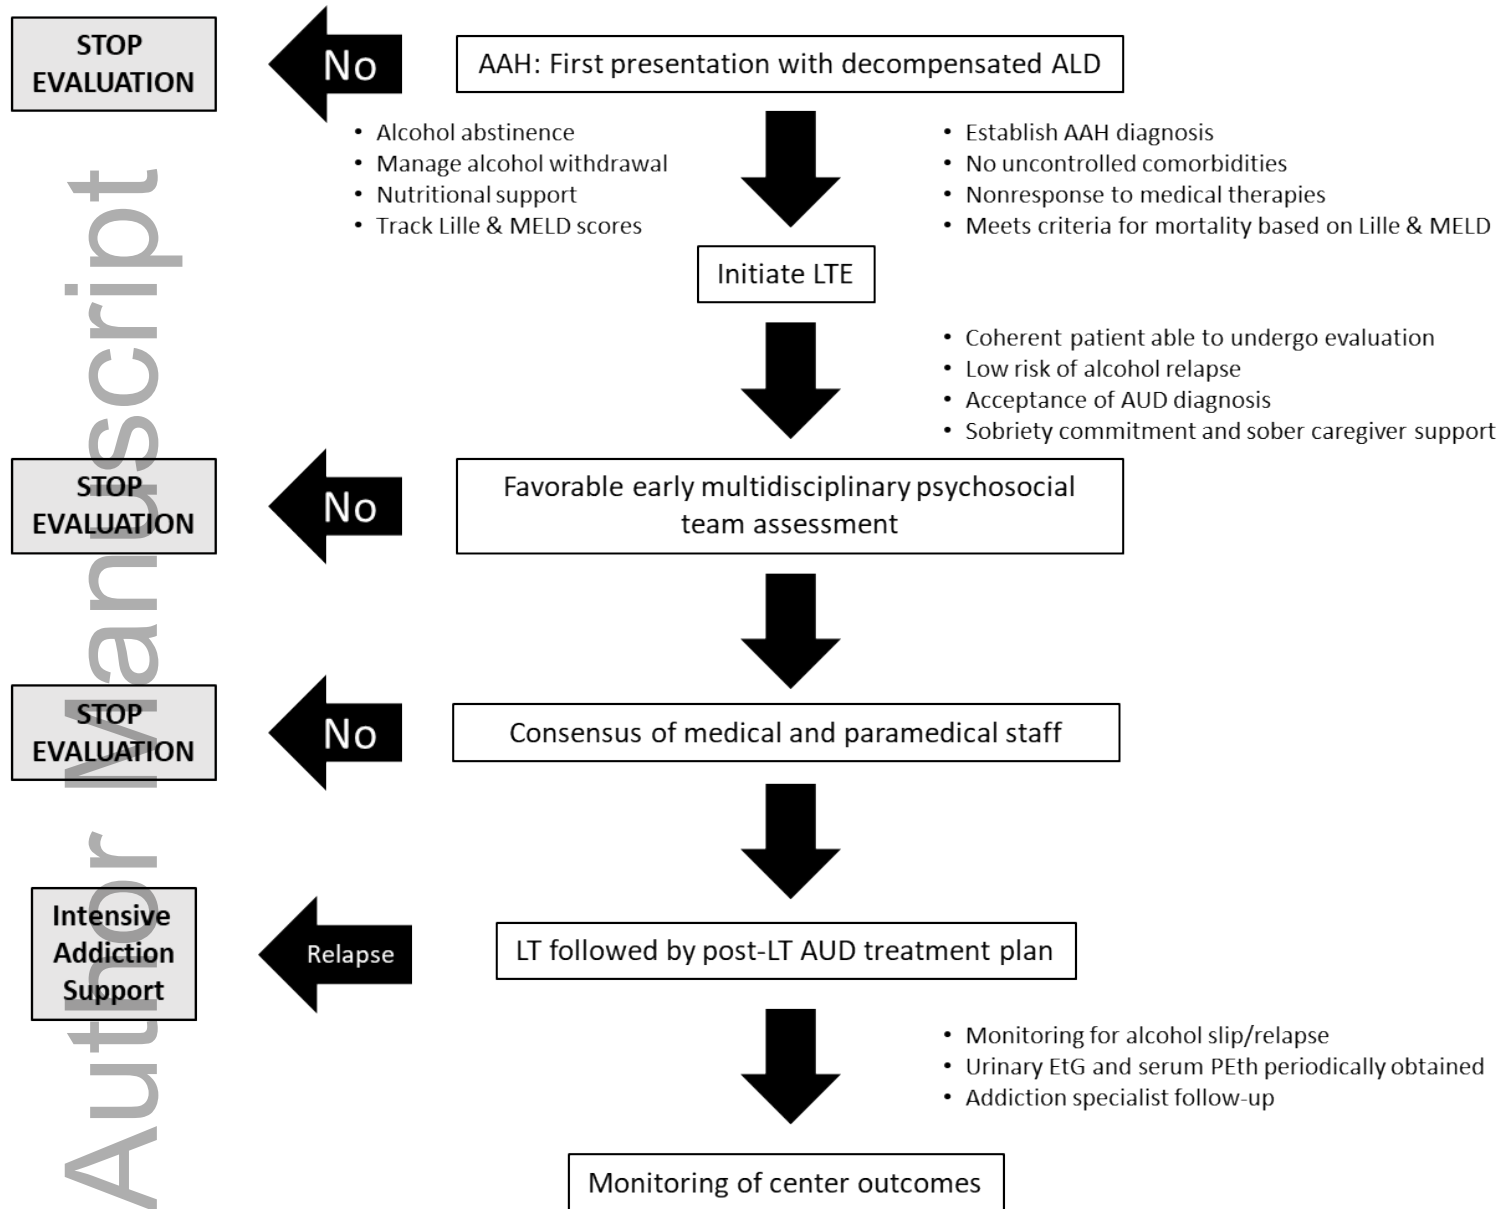 STOP
EVALUATION
No
AAH: First presentation with decompensated ALD
• Alcohol abstinence
• Manage alcohol withdrawal
• Nutritional support
• Track Lille & MELD scores
• Establish AAH diagnosis
• No uncontrolled comorbidities
• Nonresponse to medical therapies
• Meets criteria for mortality based on Lille & MELD
Initiate LTE
• Coherent patient able to undergo evaluation
• Low risk of alcohol relapse
• Acceptance of AUD diagnosis
• Sobriety commitment and sober caregiver support
STOP
EVALUATION
No
Favorable early multidisciplinary psychosocial
team assessment
STOP
EVALUATION
No
Consensus of medical and paramedical staff
Intensive
Addiction
Support
Relapse
LT followed by post-LT AUD treatment plan
• Monitoring for alcohol slip/relapse
• Urinary EtG and serum PEth periodically obtained
• Addiction specialist follow-up
Monitoring of center outcomes
Author Manuscript